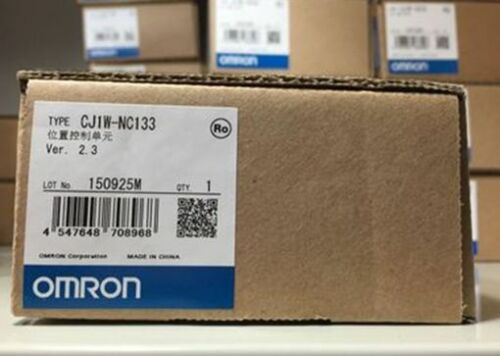 OMRON
OMRON
OMRON
TYPE CJ1W-NC133
位置控制单元
Ver. 2.3
Ro
LOT No 150925M QTY. 1
4 547648 708968
OMRON Corporation MADE IN CHINA
OMRON